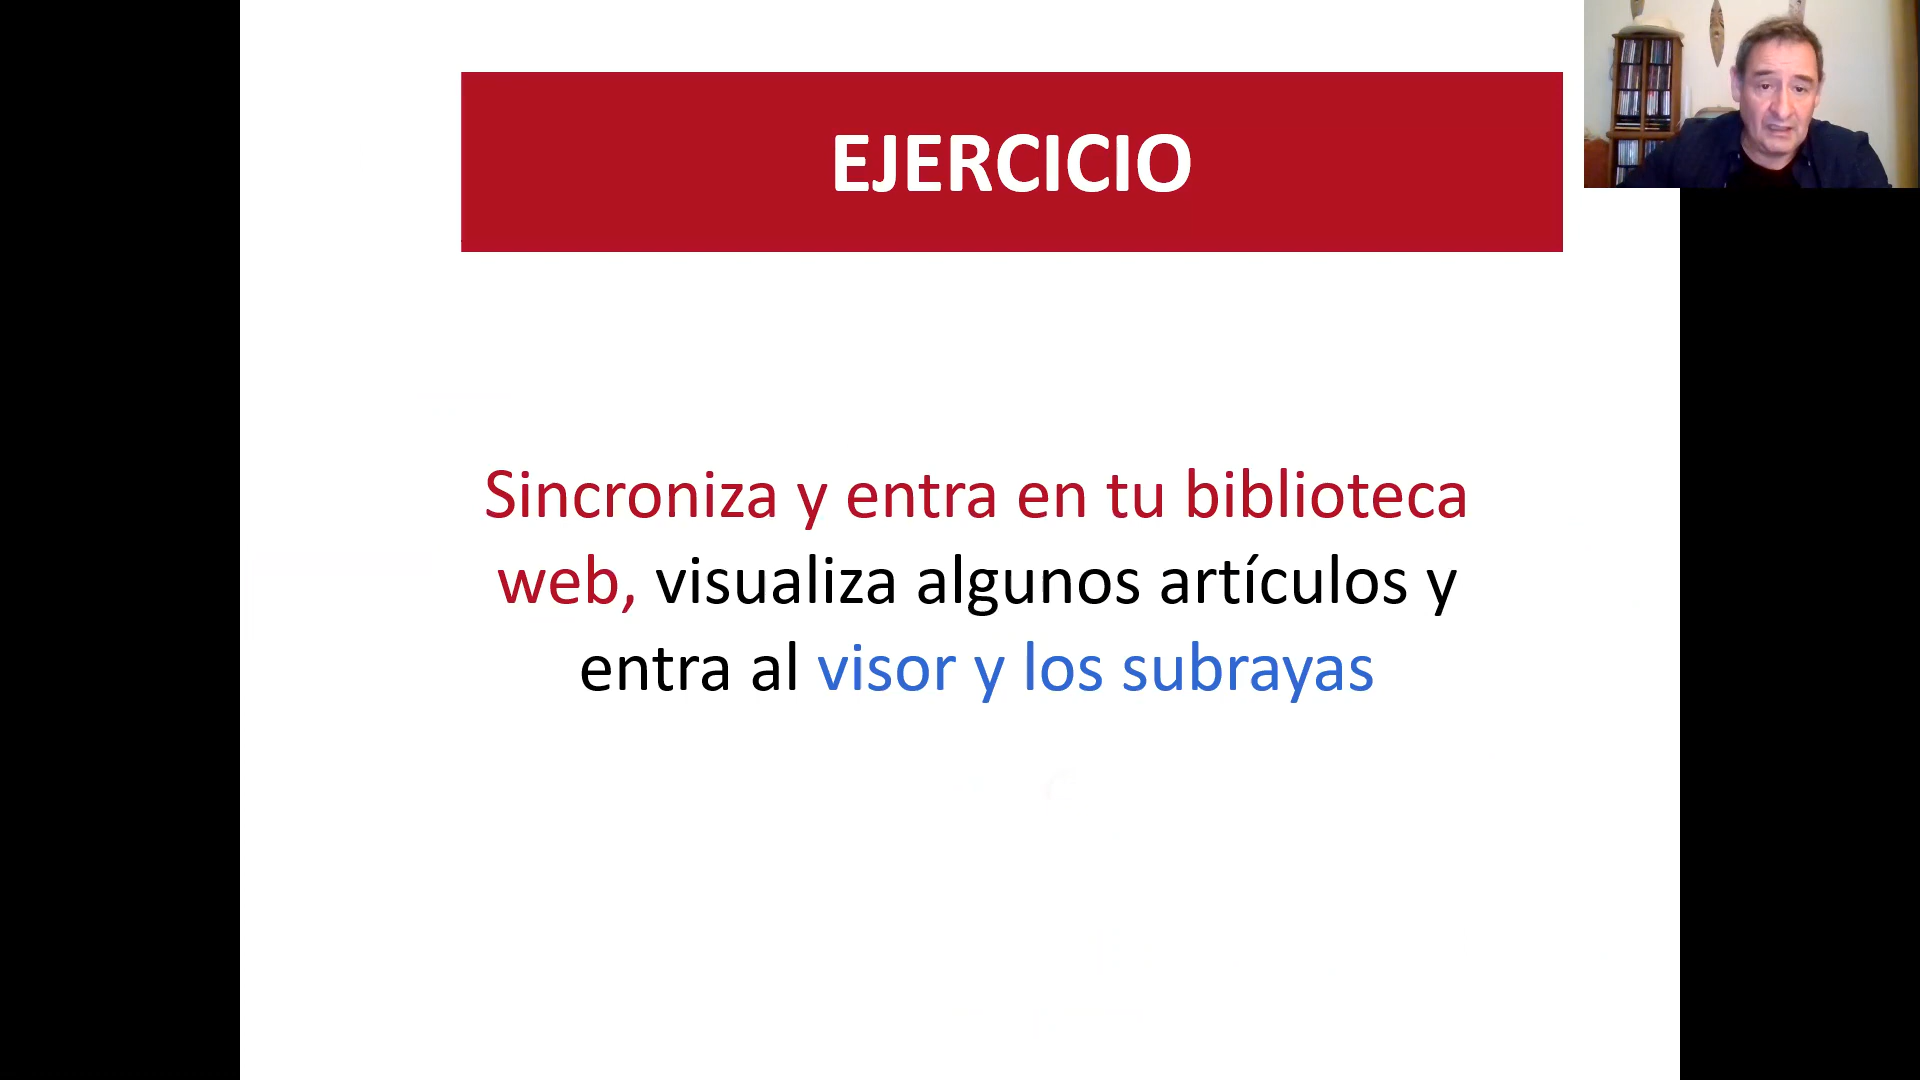 EJERCICIO
Sincroniza y entra en tu biblioteca
web, visualiza algunos artículos y
entra al visor y los subrayas